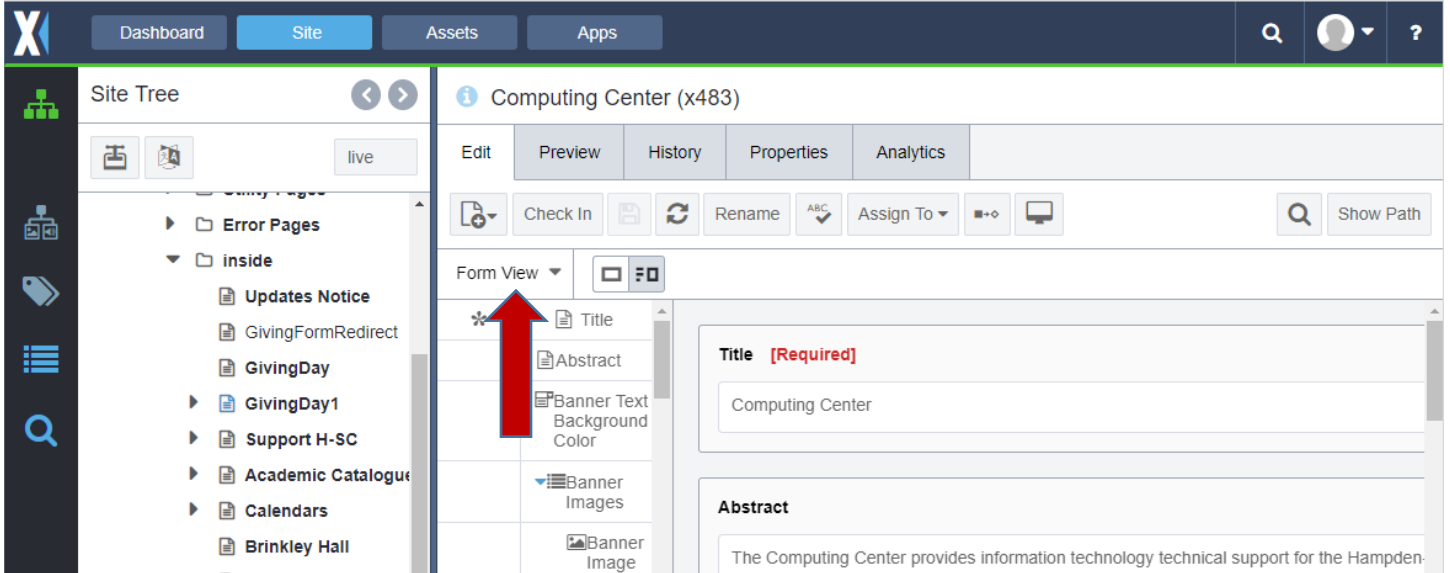 Dashboard Site Assets Apps ?
Site Tree
live
Utility Pages
Error Pages
inside
Updates Notice
GivingFormRedirect
GivingDay
GivingDay1
Support H-SC
Academic Catalogue
Calendars
Brinkley Hall
Computing Center (x483)
Edit Preview History Properties Analytics
Check In Rename ABC Assign To Show Path
Form View
Title
Abstract
Banner Text
Background
Color
Banner
Images
Banner
Image
Title [Required]
Computing Center
Abstract
The Computing Center provides information technology technical support for the Hampden-